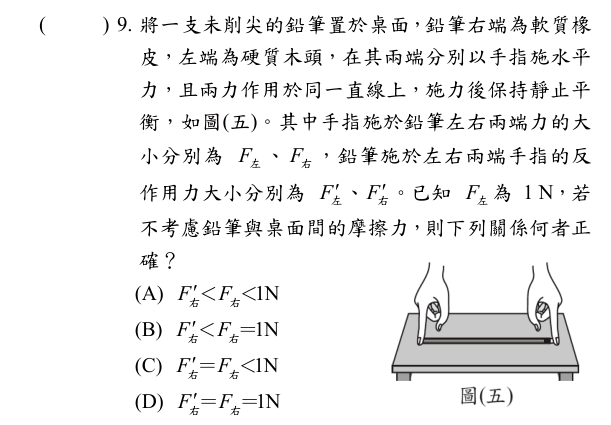 (　　) 9. 將一支未削尖的鉛筆置於桌面，鉛筆右端為軟質橡
皮，左端為硬質木頭，在其兩端分別以手指施水平
力，且兩力作用於同一直線上，施力後保持靜止平
衡，如圖(五)。其中手指施於鉛筆左右兩端力的大
小分別為 F左、F右，鉛筆施於左右兩端手指的反
作用力大小分別為 F′左、F′右。已知 F左為 1 N，若
不考慮鉛筆與桌面間的摩擦力，則下列關係何者正
確？
(A) F′右<F右<1N
(B) F′右<F右=1N
(C) F′右=F右<1N
(D) F′右=F右=1N
圖(五)